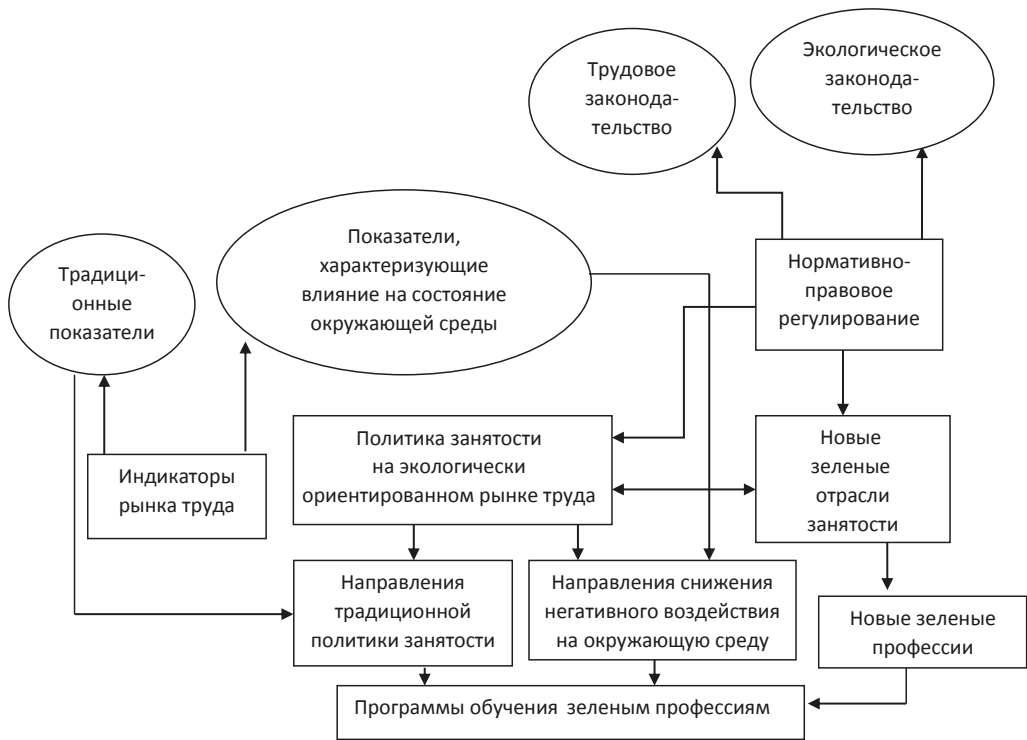 Трудовое
законода-
тельство
Экологическое
законода-
тельство
Показатели,
характеризующие
влияние на состояние
окружающей среды
Традици-
онные
показатели
Нормативно-
правовое
регулирование
Индикаторы
рынка труда
Политика занятости
на экологически
ориентированном рынке труда
Новые
зеленые
отрасли
занятости
Направления
традиционной
политики занятости
Направления снижения
негативного воздействия
на окружающую среду
Новые зеленые
профессии
Программы обучения зеленым профессиям